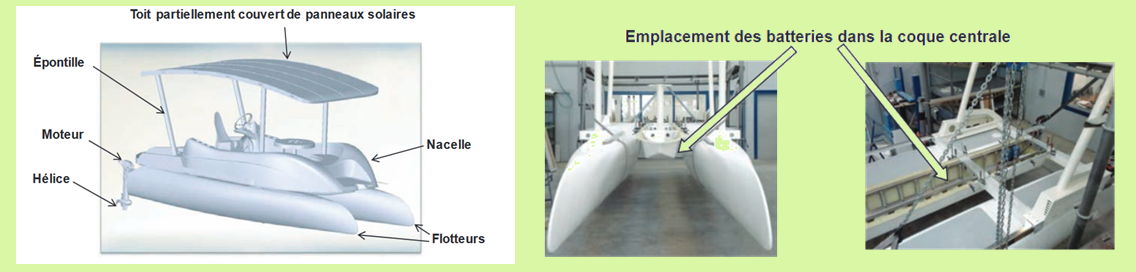 Toit partiellement couvert de panneaux solaires
Épontille
Moteur
Hélice
Nacelle
Flotteurs
Emplacement des batteries dans la coque centrale